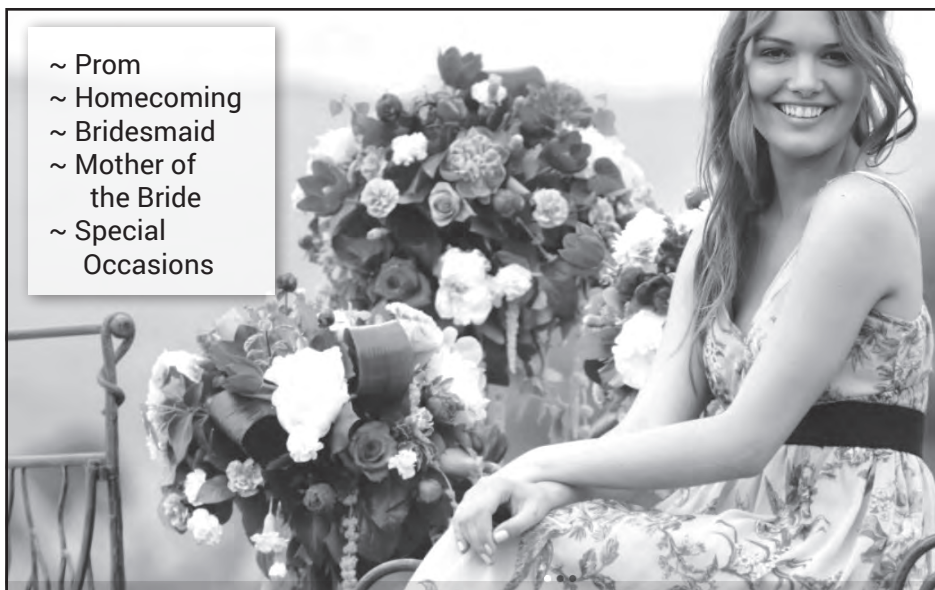 ~ Prom
~ Homecoming
~ Bridesmaid
~ Mother of
the Bride
~ Special
Occasions